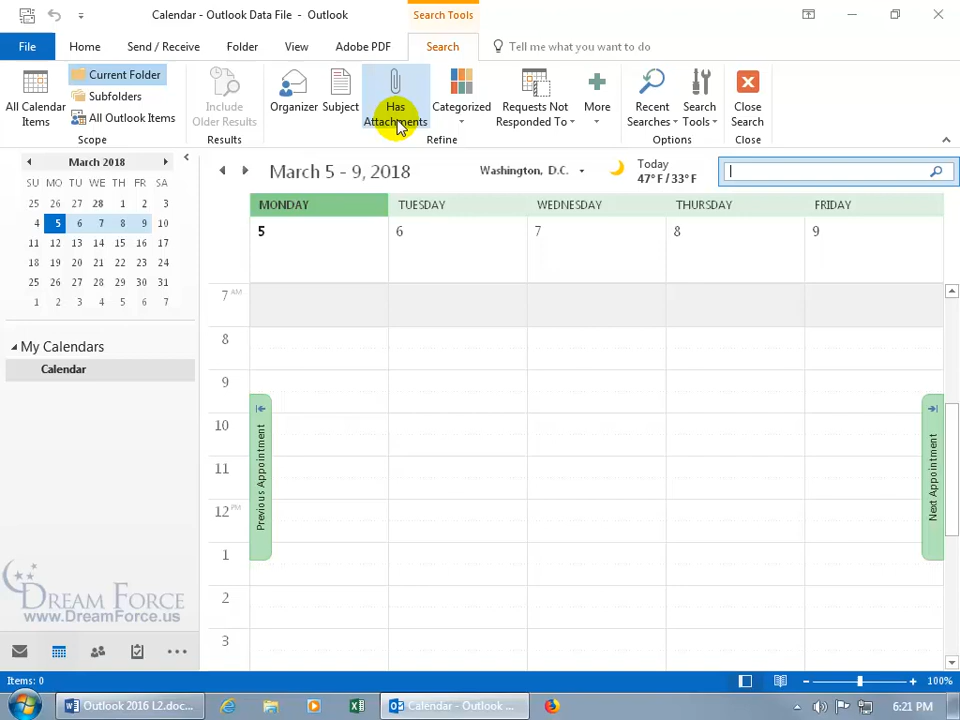 Calendar - Outlook Data File - Outlook
Search Tools
File Home Send / Receive Folder View Adobe PDF Search Tell me what you want to do
All Calendar Items
Current Folder
Subfolders
All Outlook Items
Scope
Include Older Results
Results
Organizer
Subject
Has Attachments
Categorized
Requests Not Responded To
More
Refine
Recent Searches
Search Tools
Options
Close Search
Close
March 2018
SU MO TU WE TH FR SA
25 26 27 28 1 2 3
4 5 6 7 8 9 10
11 12 13 14 15 16 17
18 19 20 21 22 23 24
25 26 27 28 29 30 31
1 2 3 4 5 6 7
My Calendars
Calendar
DREAM FORCE
www.DreamForce.us
March 5 - 9, 2018
Washington, D.C.
Today
47°F / 33°F
MONDAY TUESDAY WEDNESDAY THURSDAY FRIDAY
5 6 7 8 9
7 AM
8
9
10
11
12 PM
1
2
3
Previous Appointment
Next Appointment
Items: 0
100%
Outlook 2016 L2.doc...
Calendar - Outlook ...
6:21 PM